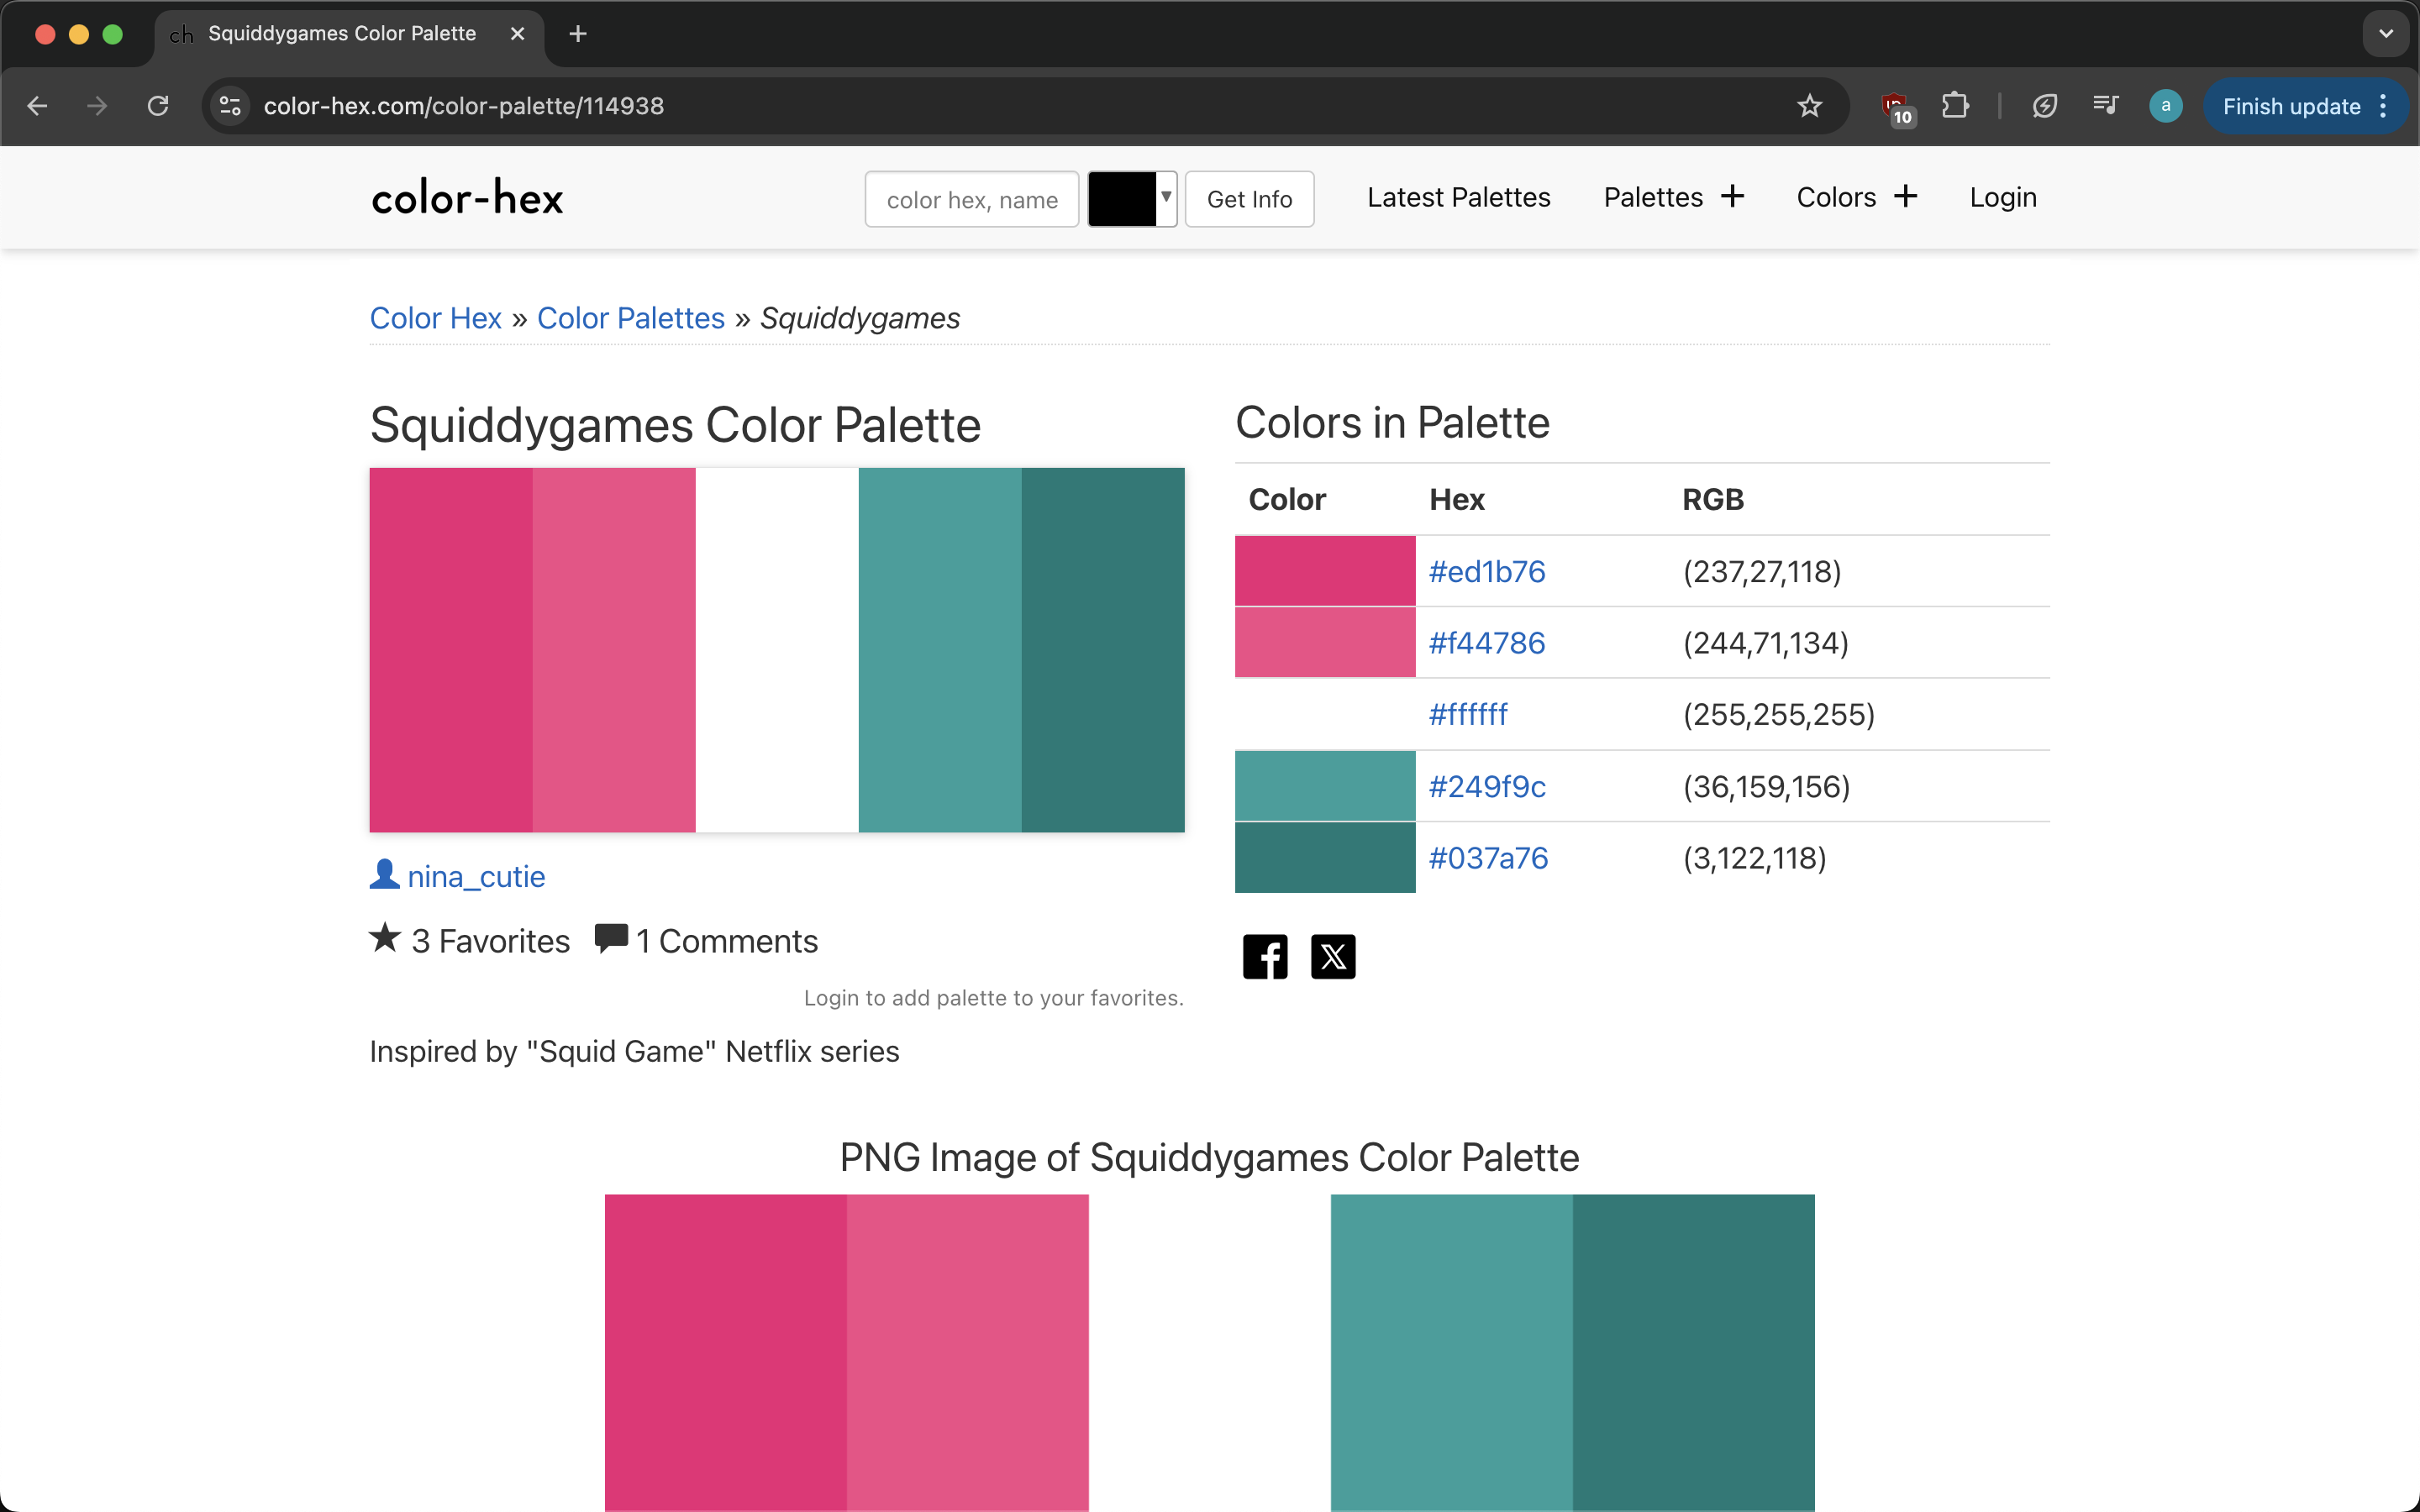 ch Squiddygames Color Palette
color-hex.com/color-palette/114938
10
a
Finish update
color-hex
color hex, name
Get Info
Latest Palettes
Palettes +
Colors +
Login
Color Hex » Color Palettes » Squiddygames
Squiddygames Color Palette
Colors in Palette
Color Hex RGB
#ed1b76 (237,27,118)
#f44786 (244,71,134)
#ffffff (255,255,255)
#249f9c (36,159,156)
#037a76 (3,122,118)
nina_cutie
3 Favorites 1 Comments
Login to add palette to your favorites.
Inspired by "Squid Game" Netflix series
PNG Image of Squiddygames Color Palette